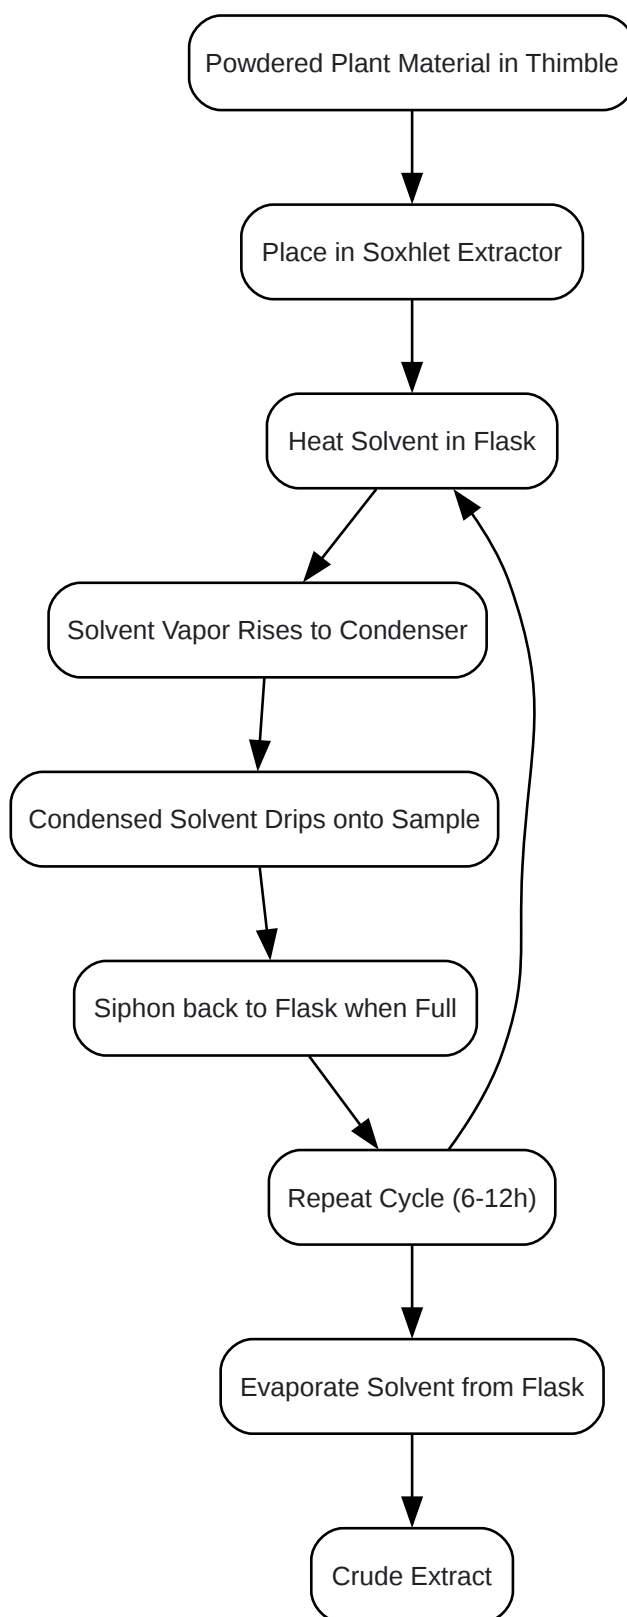 Powdered Plant Material in Thimble
Place in Soxhlet Extractor
Heat Solvent in Flask
Solvent Vapor Rises to Condenser
Condensed Solvent Drips onto Sample
Siphon back to Flask when Full
Repeat Cycle (6-12h)
Evaporate Solvent from Flask
Crude Extract